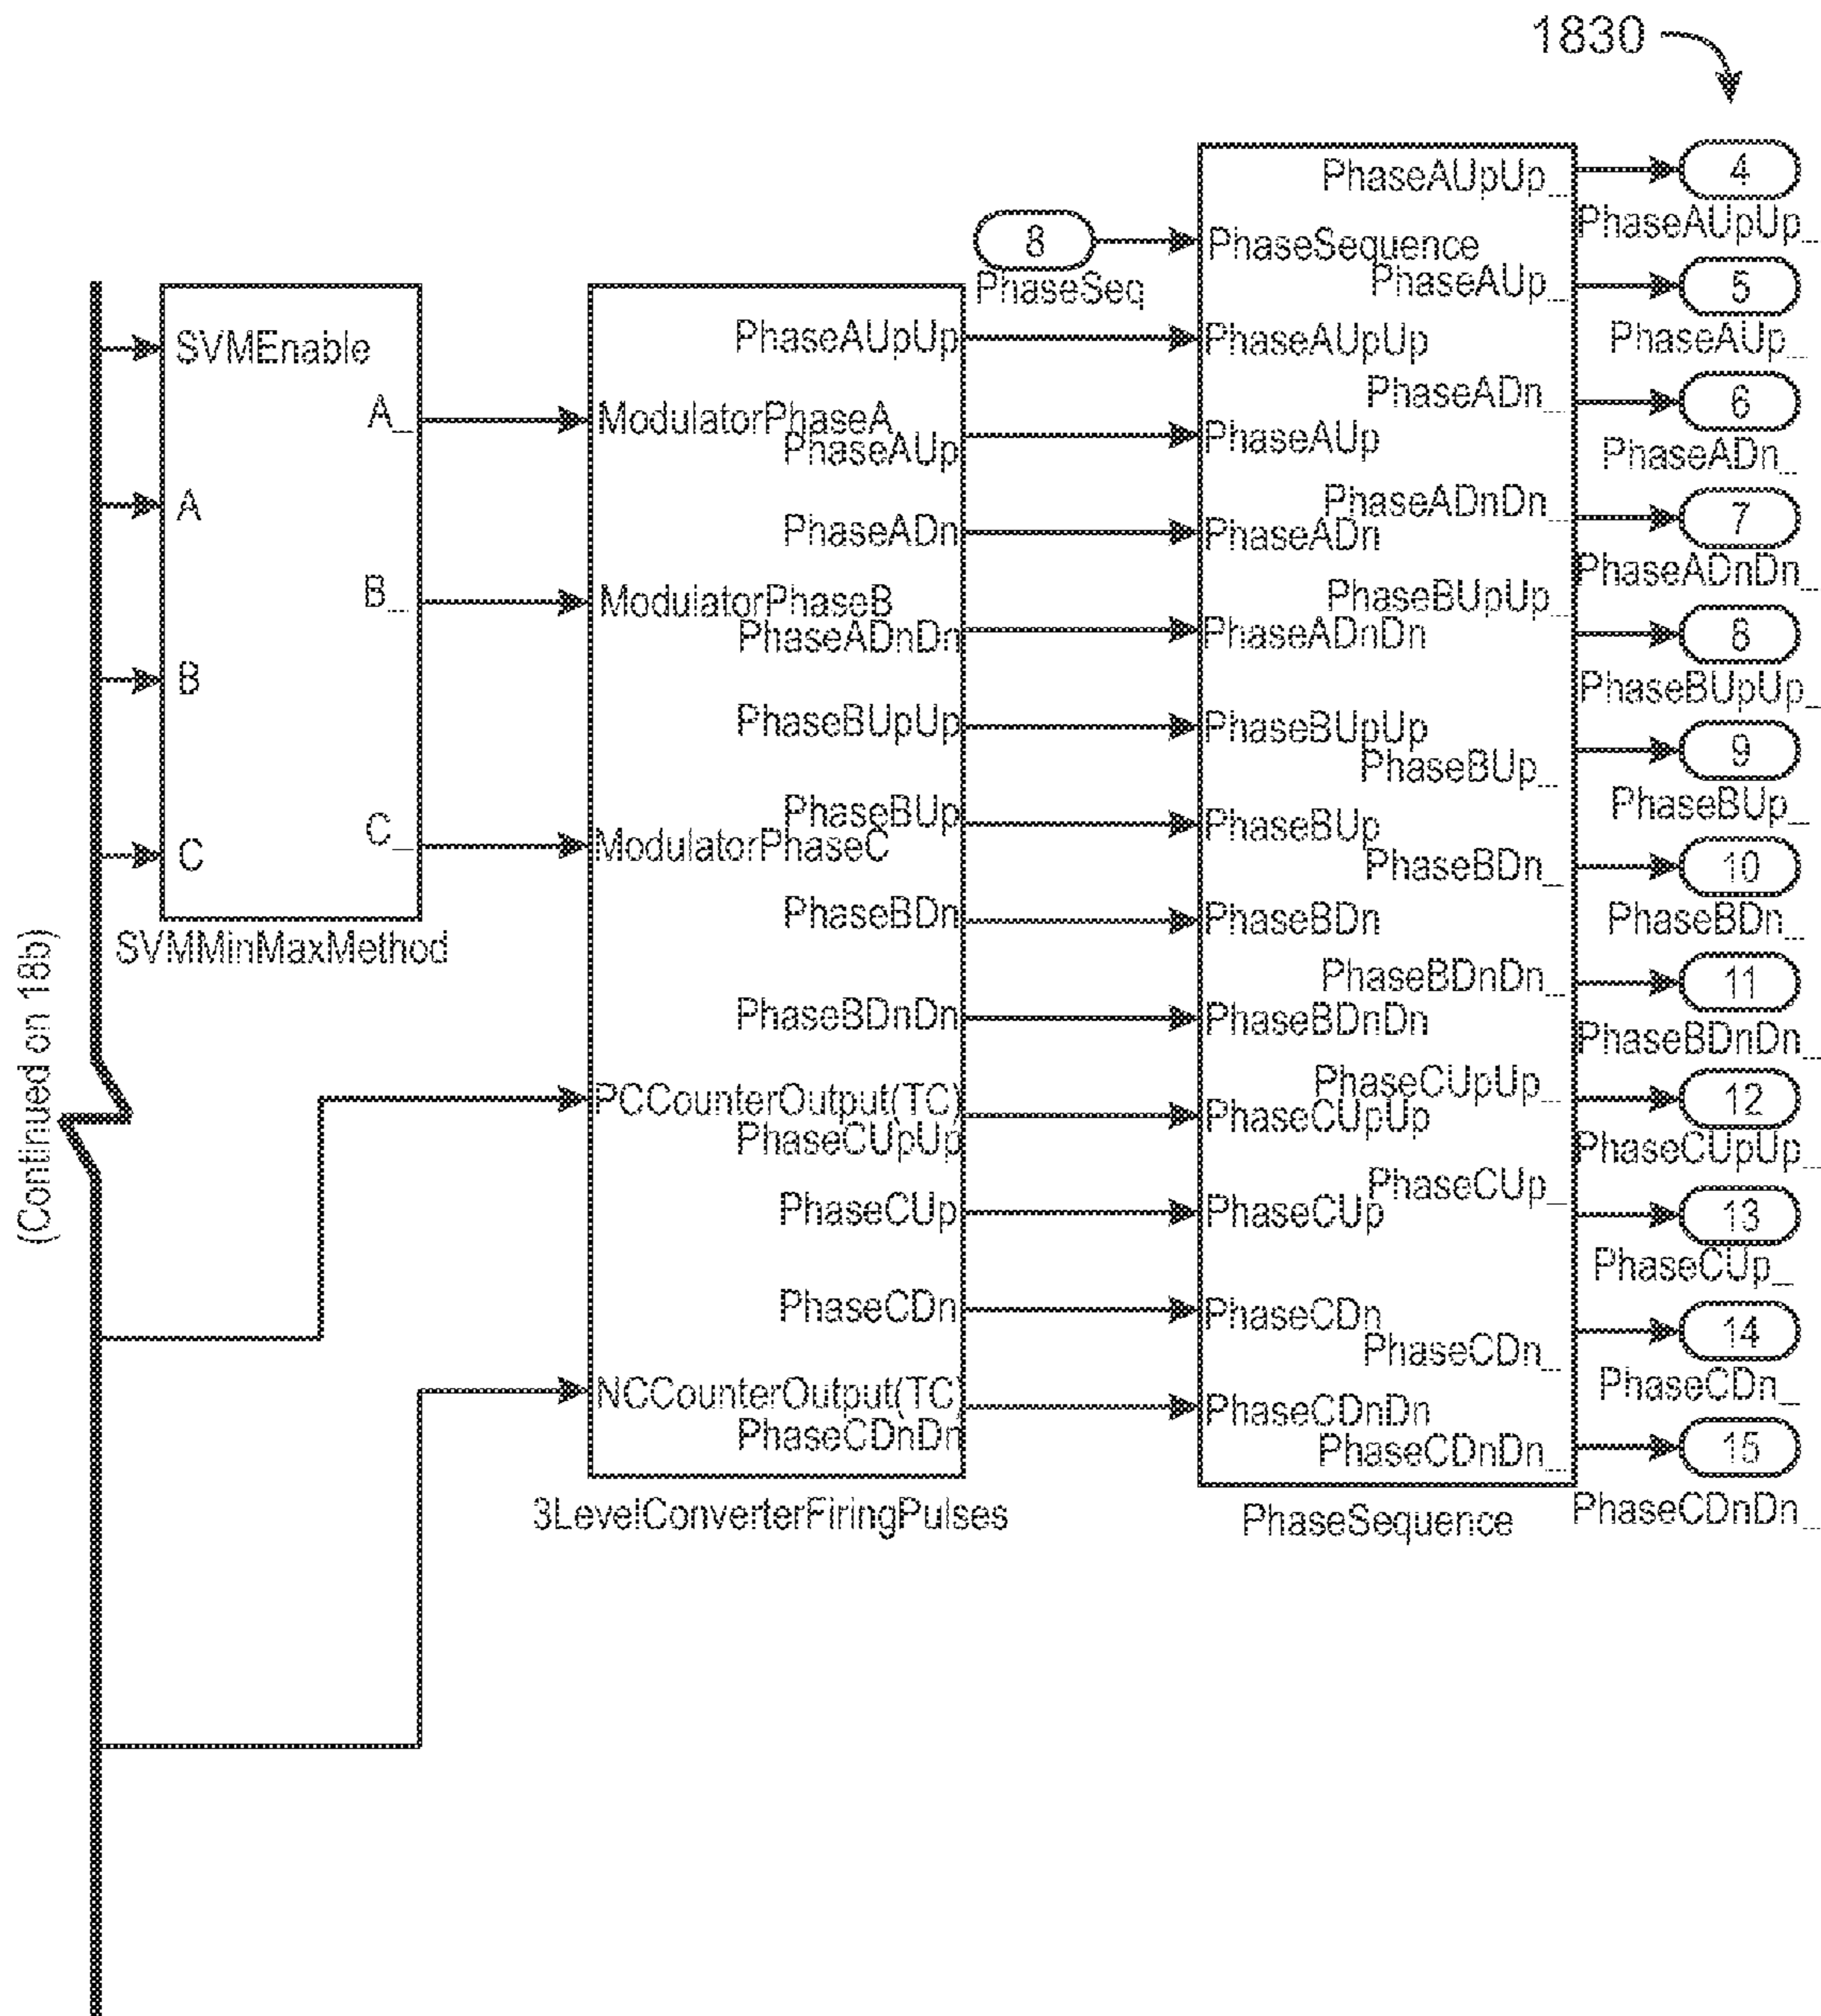 1830
(Continued on 18b)
SVMEnable
A
B
C
A_
B_
C_
SVMMinMaxMethod
ModulatorPhaseA
ModulatorPhaseB
ModulatorPhaseC
PCCounterOutput(TC)
NCCounterOutput(TC)
PhaseAUpUp
PhaseAUp
PhaseADn
PhaseADnDn
PhaseBUpUp
PhaseBUp
PhaseBDn
PhaseBDnDn
PhaseCUpUp
PhaseCUp
PhaseCDn
PhaseCDnDn
3LevelConverterFiringPulses
8
PhaseSeq
PhaseSequence
PhaseAUpUp
PhaseAUp
PhaseADn
PhaseADnDn
PhaseBUpUp
PhaseBUp
PhaseBDn
PhaseBDnDn
PhaseCUpUp
PhaseCUp
PhaseCDn
PhaseCDnDn
PhaseAUpUp_
PhaseAUp_
PhaseADn_
PhaseADnDn_
PhaseBUpUp_
PhaseBUp_
PhaseBDn_
PhaseBDnDn_
PhaseCUpUp_
PhaseCUp_
PhaseCDn_
PhaseCDnDn_
PhaseSequence
4
PhaseAUpUp_
5
PhaseAUp_
6
PhaseADn_
7
PhaseADnDn_
8
PhaseBUpUp_
9
PhaseBUp_
10
PhaseBDn_
11
PhaseBDnDn_
12
PhaseCUpUp_
13
PhaseCUp_
14
PhaseCDn_
15
PhaseCDnDn_